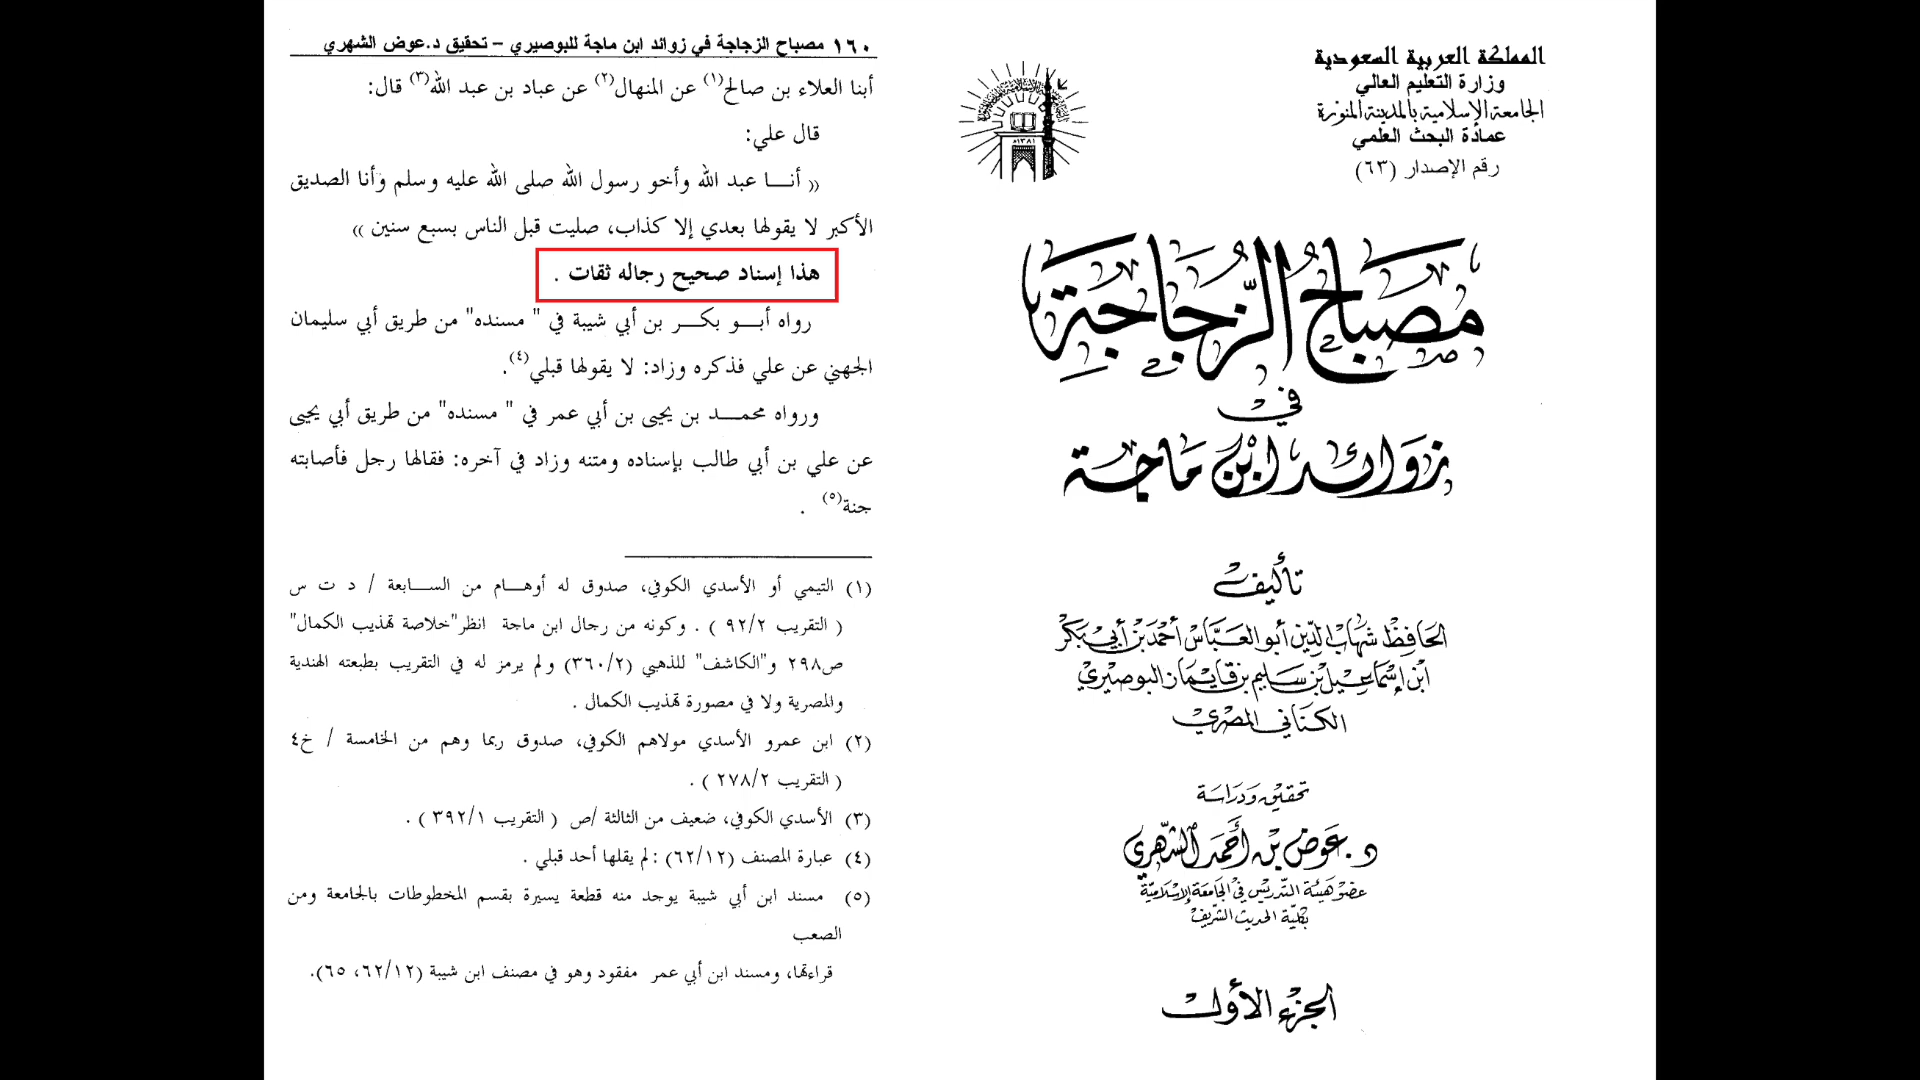 المملكة العربية السعودية
وزارة التعليم العالي
الجامعة الإسلامية بالمدينة المنورة
عمادة البحث العلمي
رقم الإصدار (٦٣)
مصباح الزجاجة
في
زوائد ابن ماجة
تأليف
الحافظ شهاب الدين أبو العباس أحمد بن أبي بكر
ابن إسماعيل بن سليم بن قايمان البوصيري
الكناني المصري
تحقيق ودراسة
د. عوض بن أحمد الشهري
عضو هيئة التدريس في الجامعة الإسلامية
بكلية الحديث الشريف
الجزء الأول
١٦٠ مصباح الزجاجة في زوائد ابن ماجة للبوصيري – تحقيق د.عوض الشهري
أبنا العلاء بن صالح(١) عن المنهال(٢) عن عباد بن عبد الله(٣) قال:
قال علي:
(( أنـــا عبد الله وأخو رسول الله صلى الله عليه وسلم وأنا الصديق
الأكبر لا يقولها بعدي إلا كذاب، صليت قبل الناس بسبع سنين ))
هذا إسناد صحيح رجاله ثقات .
رواه أبـــو بكـــر بن أبي شيبة في " مسنده" من طريق أبي سليمان
الجهني عن علي فذكره وزاد: لا يقولها قبلي(٤).
ورواه محمـــد بن يحيى بن أبي عمر في " مسنده" من طريق أبي يحيى
عن علي بن أبي طالب بإسناده ومتنه وزاد في آخره: فقالها رجل فأصابته
جنة(٥) .
(١) التيمي أو الأسدي الكوفي، صدوق له أوهـــام من الســـابعة / د ت س
( التقريب ٩٢/٢ ) . وكونه من رجال ابن ماجة انظر"خلاصة تهذيب الكمال"
ص٢٩٨ و"الكاشف" للذهبي (٣٦٠/٢) ولم يرمز له في التقريب بطبعته الهندية
والمصرية ولا في مصورة تهذيب الكمال .
(٢) ابن عمرو الأسدي مولاهم الكوفي، صدوق ربما وهم من الخامسة / خ٤
( التقريب ٢٧٨/٢ ) .
(٣) الأسدي الكوفي، ضعيف من الثالثة /ص ( التقريب ٣٩٢/١ ) .
(٤) عبارة المصنف (٦٢/١٢) :لم يقلها أحد قبلي .
(٥) مسند ابن أبي شيبة يوجد منه قطعة يسيرة بقسم المخطوطات بالجامعة ومن
الصعب
قراءتها، ومسند ابن أبي عمر مفقود وهو في مصنف ابن شيبة (٦٢/١٢، ٦٥).